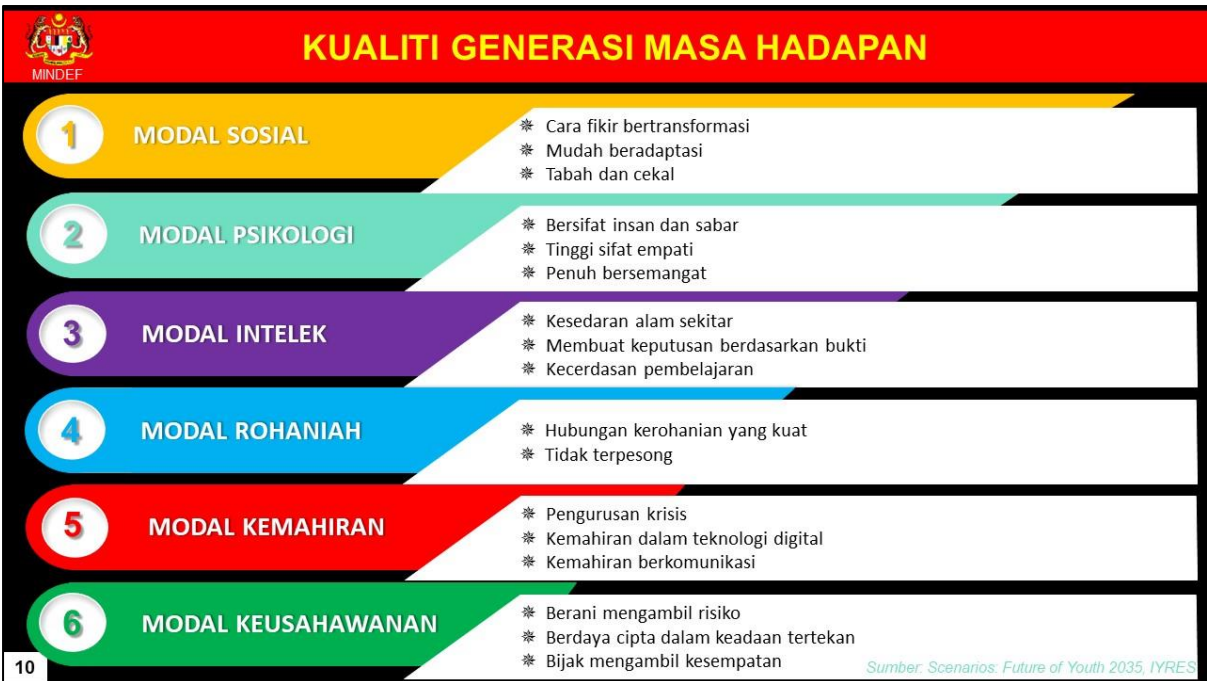 MINDEF
KUALITI GENERASI MASA HADAPAN
1
MODAL SOSIAL
Cara fikir bertransformasi
Mudah beradaptasi
Tabah dan cekal
2
MODAL PSIKOLOGI
Bersifat insan dan sabar
Tinggi sifat empati
Penuh bersemangat
3
MODAL INTELEK
Kesedaran alam sekitar
Membuat keputusan berdasarkan bukti
Kecerdasan pembelajaran
4
MODAL ROHANIAH
Hubungan kerohanian yang kuat
Tidak terpesong
5
MODAL KEMAHIRAN
Pengurusan krisis
Kemahiran dalam teknologi digital
Kemahiran berkomunikasi
6
MODAL KEUSAHAWANAN
Berani mengambil risiko
Berdaya cipta dalam keadaan tertekan
Bijak mengambil kesempatan
10
Sumber: Scenarios: Future of Youth 2035, IYRES